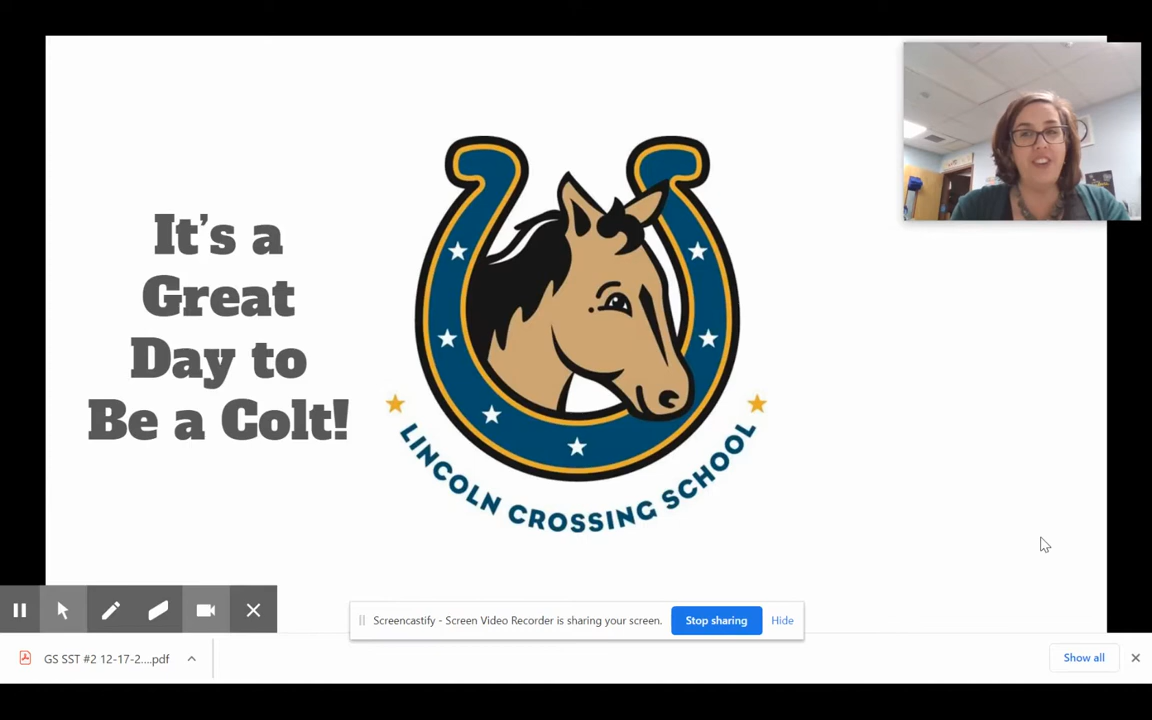 It's a
Great
Day to
Be a Colt!
LINCOLN CROSSING SCHOOL
Screencastify - Screen Video Recorder is sharing your screen.
Stop sharing
Hide
GS SST #2 12-17-2....pdf
Show all